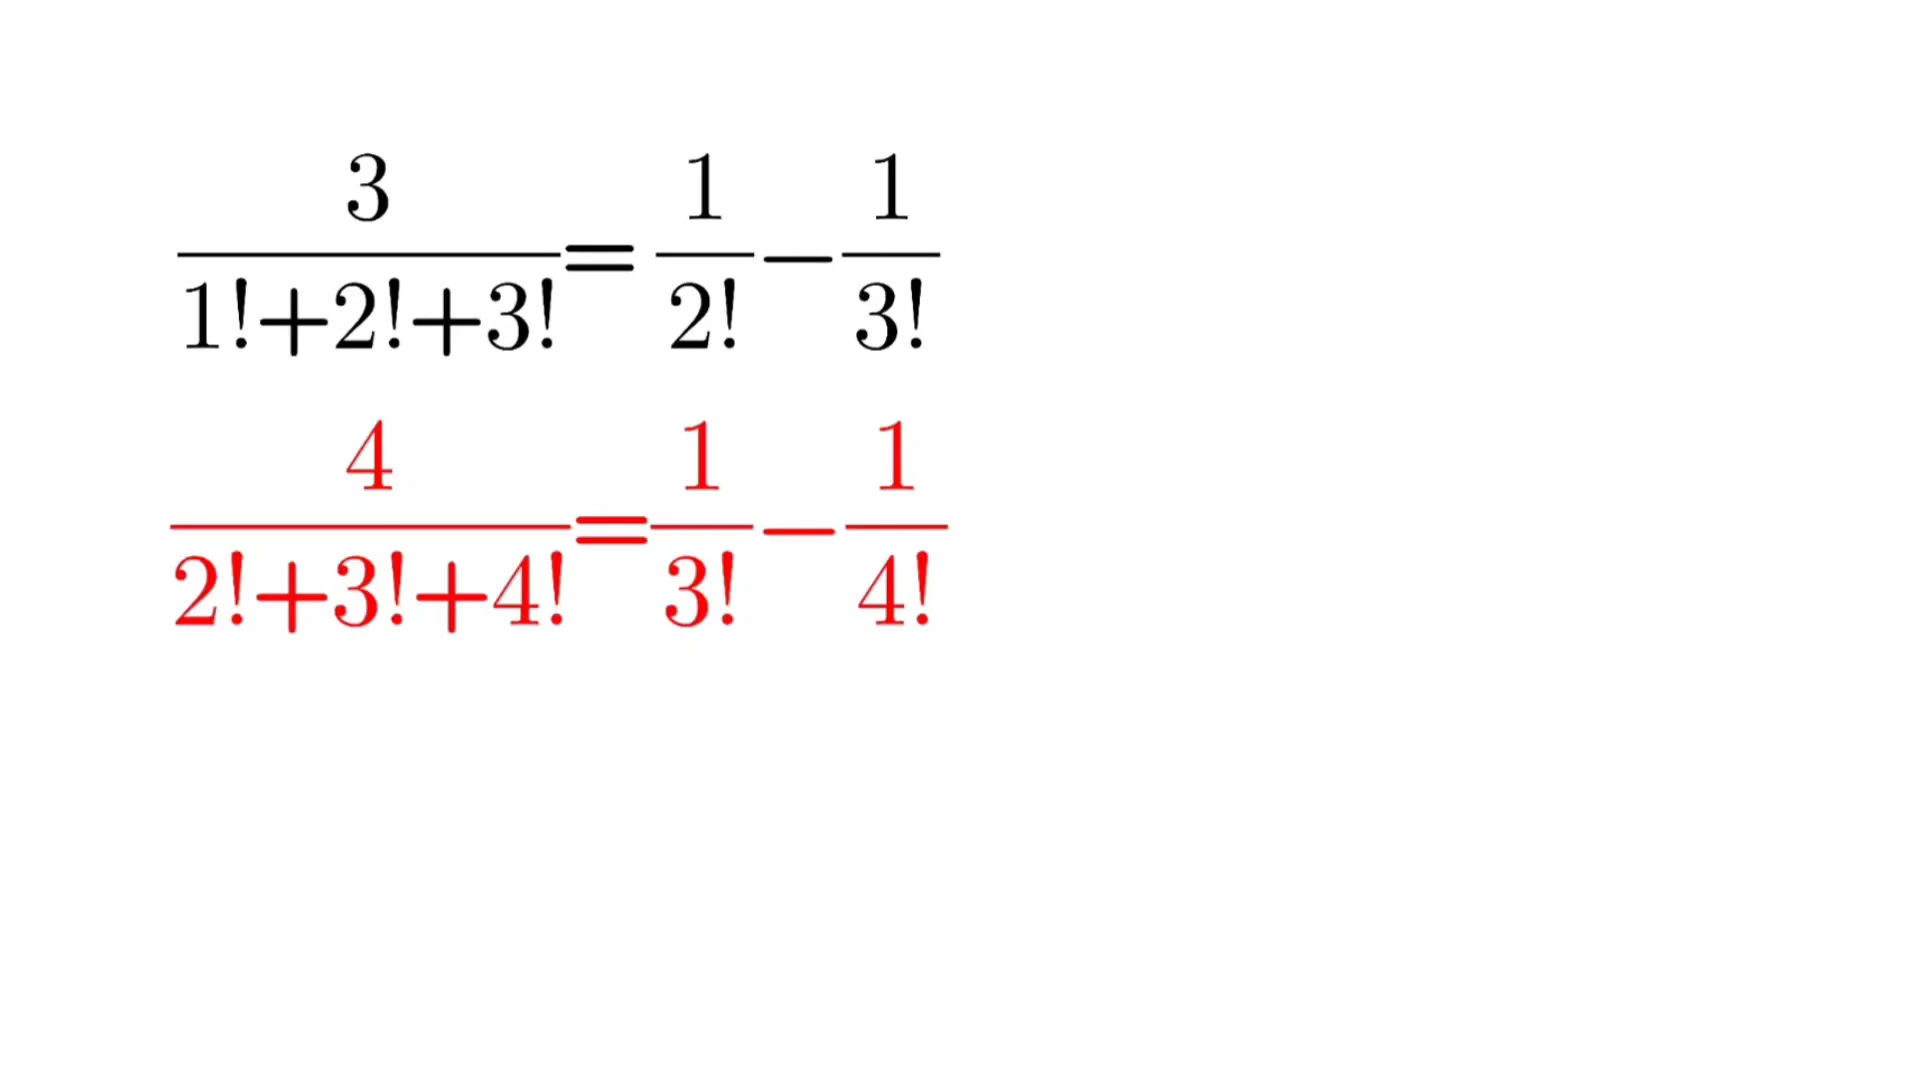 3/(1!+2!+3!) = 1/2! − 1/3!
4/(2!+3!+4!) = 1/3! − 1/4!